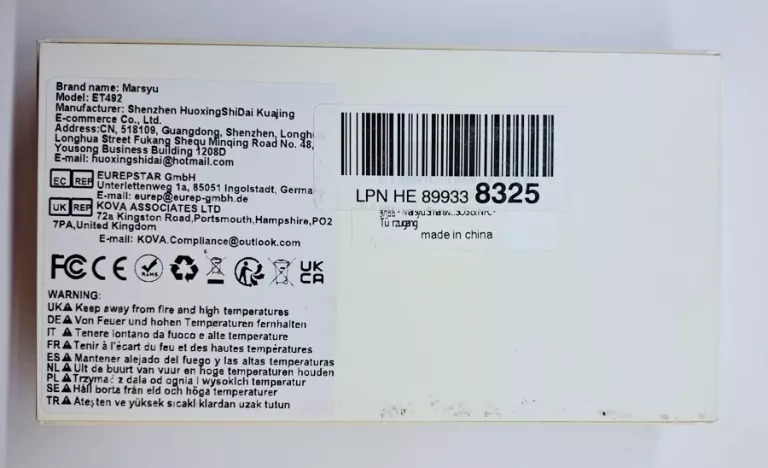 Brand name: Marsyu
Model: ET492
Manufacturer: Shenzhen HuoxingShiDai Kuajing
E-commerce Co., Ltd.
Address:CN, 518109, Guangdong, Shenzhen,
Longhua Street Fukang Shequ Minqing Road No. 48,
Yousong Business Building 1208D
E-mail: huoxingshidai@hotmail.com
EC REP
EUREPSTAR GmbH
Unterlettenweg 1a, 85051 Ingolstadt,
E-mail: eurep@eurep-gmbh.de
UK REP
KOVA ASSOCIATES LTD
72a Kingston Road,Portsmouth,Hampshire,PO2
7PA,United Kingdom
E-mail: KOVA.Compliance@outlook.com
FCC CE RoHS UK CA
WARNING:
UK Keep away from fire and high temperatures
DE Von Feuer und hohen Temperaturen fernhalten
IT Tenere lontano da fuoco e alte temperature
FR Tenir à l'écart du feu et des hautes températures
ES Mantener alejado del fuego y las altas temperaturas
NL Uit de buurt van vuur en hoge temperaturen houden
PL Trzymać z dala od ognia i wysokich temperatur
SE Håll borta från eld och höga temperaturer
TR Ateşten ve yüksek sıcaklıklardan uzak tutun
LPN HE 89933 8325
made in china